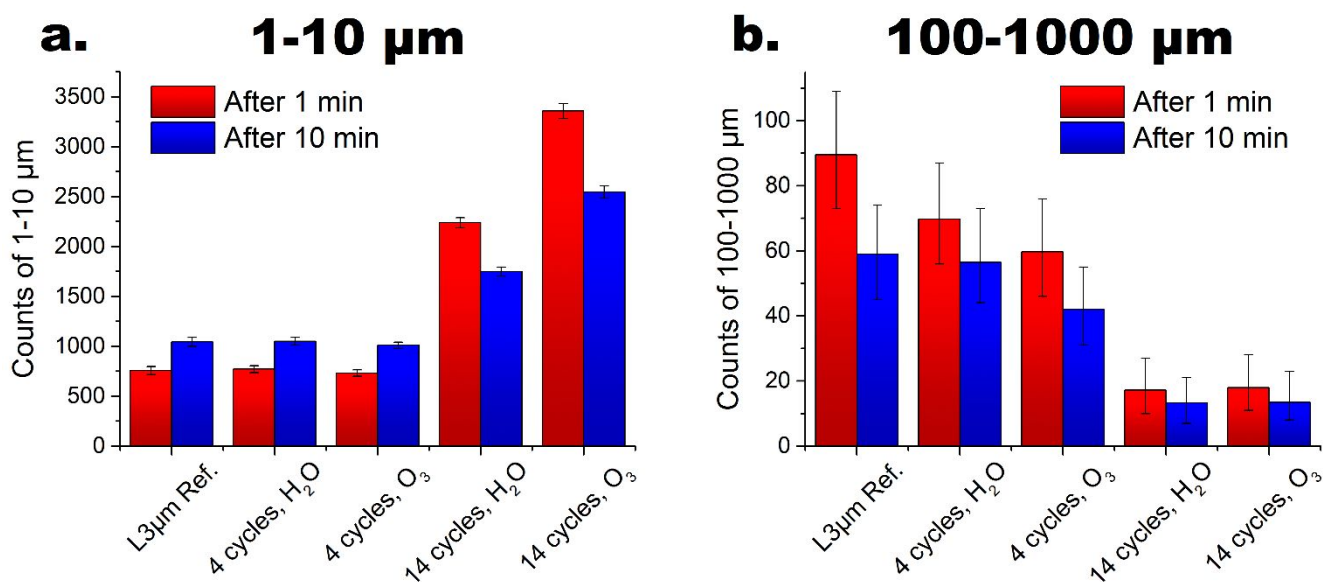 a. 1-10 µm
After 1 min
After 10 min
Counts of 1-10 µm
3500
3000
2500
2000
1500
1000
500
0
L3µm Ref.
4 cycles, H₂O
4 cycles, O₃
14 cycles, H₂O
14 cycles, O₃
b. 100-1000 µm
After 1 min
After 10 min
Counts of 100-1000 µm
100
80
60
40
20
0
L3µm Ref.
4 cycles, H₂O
4 cycles, O₃
14 cycles, H₂O
14 cycles, O₃